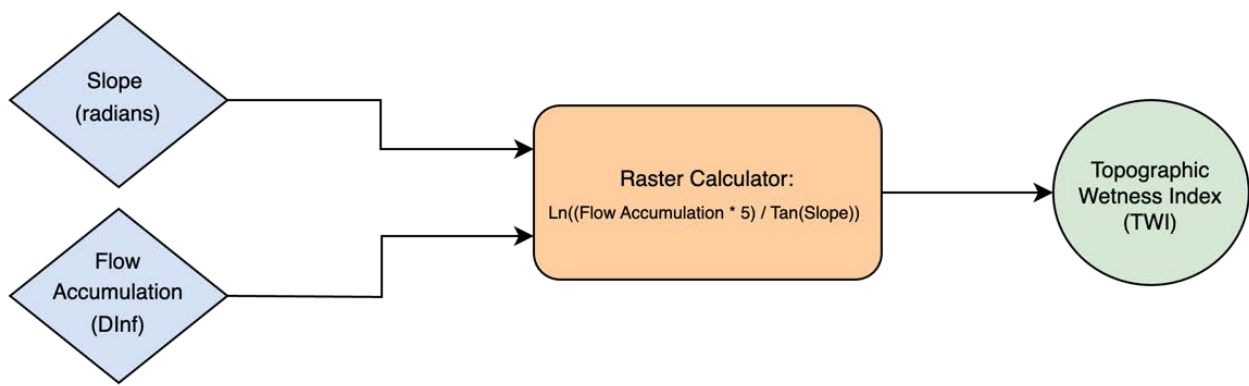 Slope
(radians)
Flow
Accumulation
(DInf)
Raster Calculator:
Ln((Flow Accumulation * 5) / Tan(Slope))
Topographic
Wetness Index
(TWI)